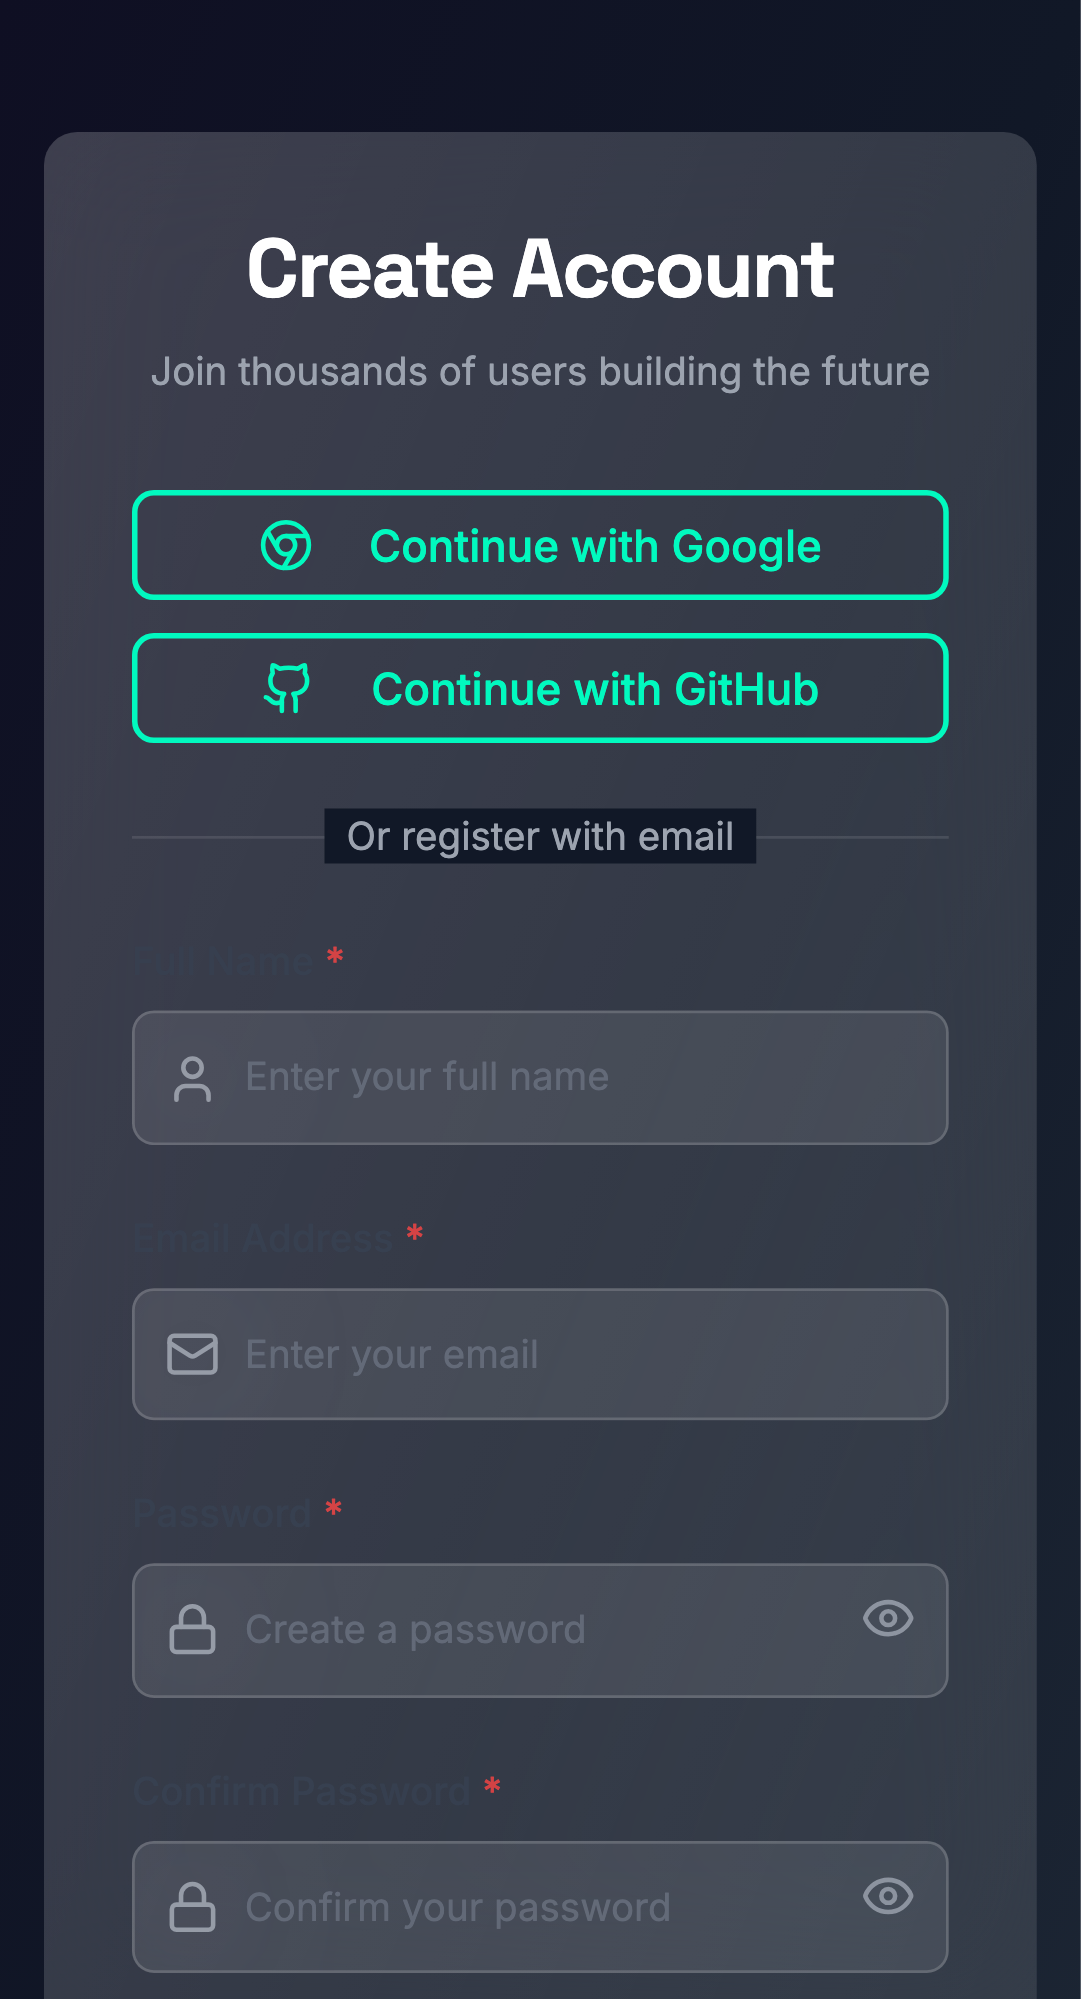 Create Account
Join thousands of users building the future
Continue with Google
Continue with GitHub
Or register with email
Full Name *
Enter your full name
Email Address *
Enter your email
Password *
Create a password
Confirm Password *
Confirm your password